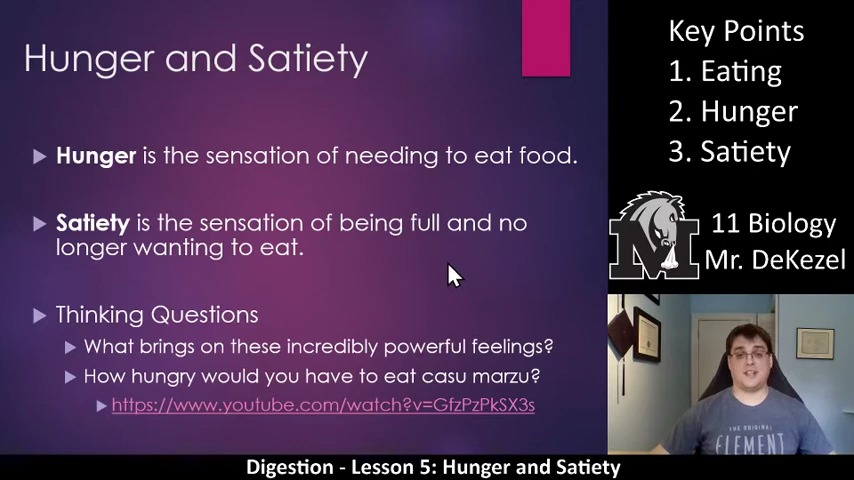 Hunger and Satiety
Hunger is the sensation of needing to eat food.
Satiety is the sensation of being full and no
longer wanting to eat.
Thinking Questions
What brings on these incredibly powerful feelings?
How hungry would you have to eat casu marzu?
https://www.youtube.com/watch?v=GfzPzPkSX3s
Key Points
1. Eating
2. Hunger
3. Satiety
M
11 Biology
Mr. DeKezel
THE ORIGINAL
ELEMENT
Digestion - Lesson 5: Hunger and Satiety